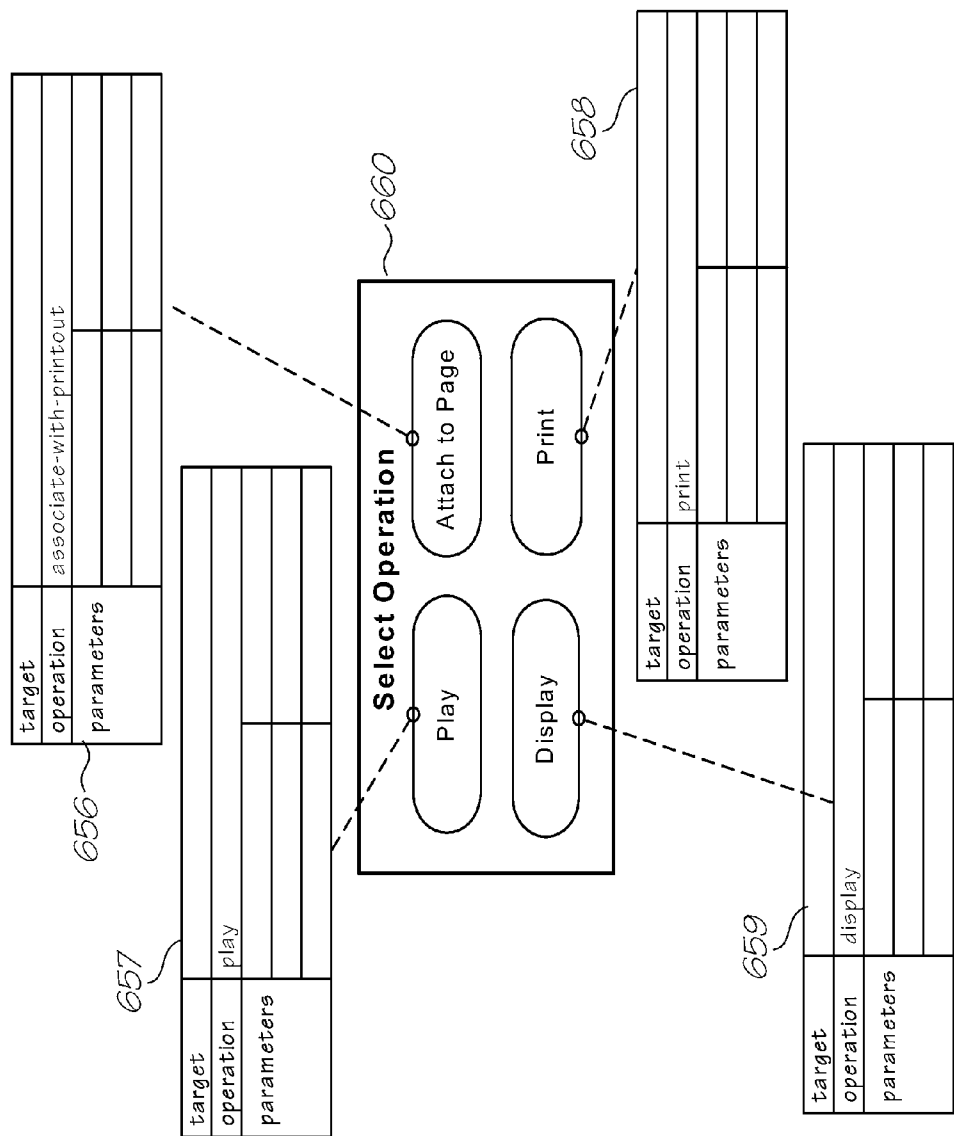 target
operation associate-with-printout
parameters
656
657
target
operation play
parameters
660
Select Operation
Play Attach to Page
Display Print
658
target
operation print
parameters
659
target
operation display
parameters